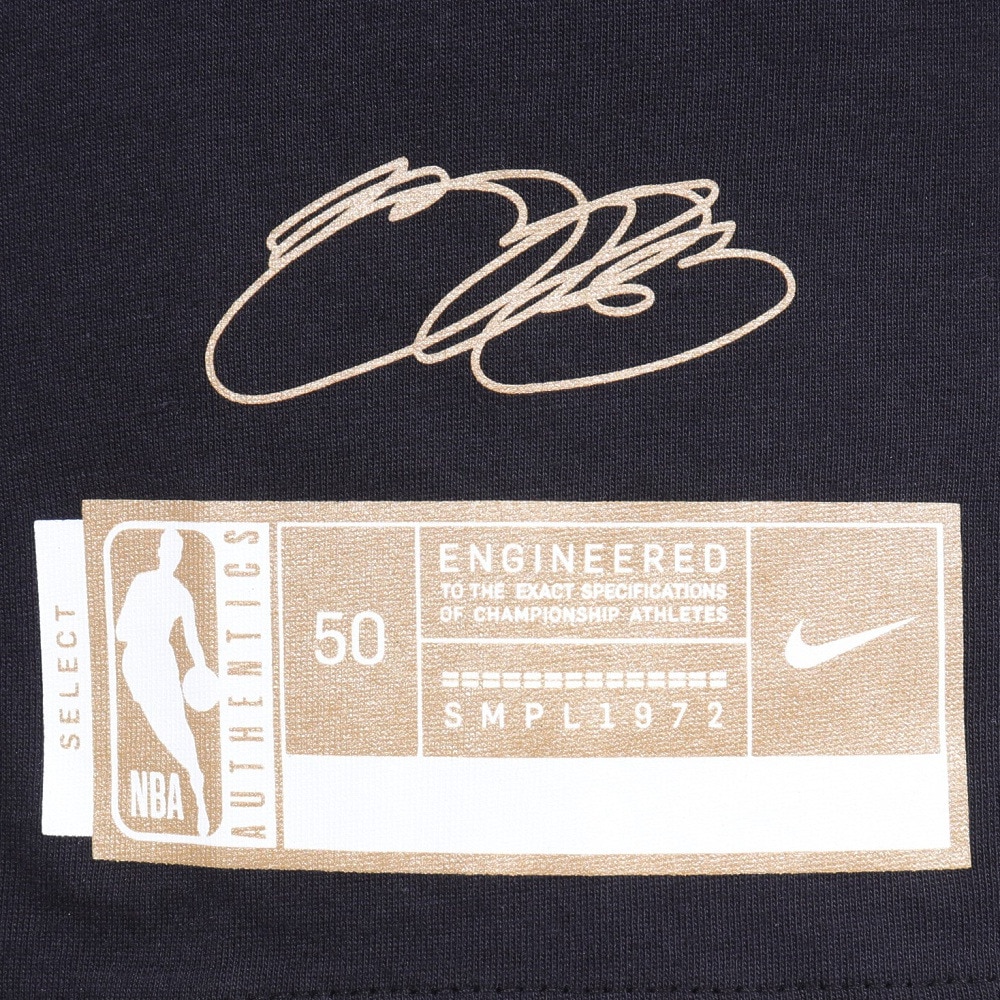 SELECT
NBA
AUTHENTICS
50
ENGINEERED
TO THE EXACT SPECIFICATIONS
OF CHAMPIONSHIP ATHLETES
SMPL1972